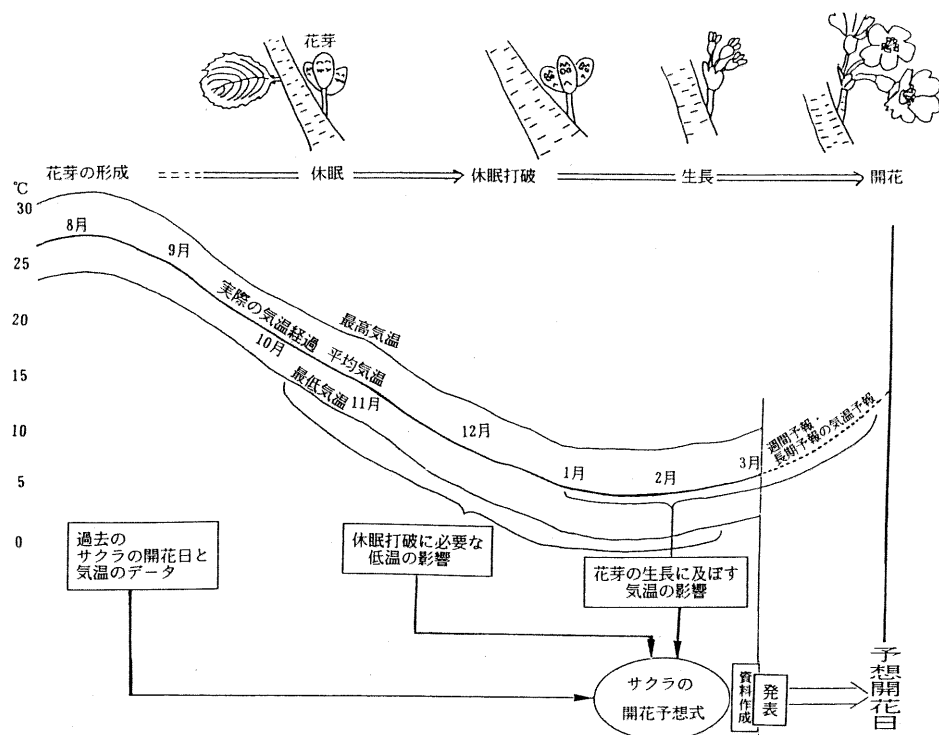 花芽
花芽の形成
休眠
休眠打破
生長
開花
℃
30
25
20
15
10
5
0
8月
9月
10月
11月
12月
1月
2月
3月
最高気温
実際の気温経過 平均気温
最低気温
週間予報・
長期予報の気温予報
過去の
サクラの開花日と
気温のデータ
休眠打破に必要な
低温の影響
花芽の生長に及ぼす
気温の影響
サクラの
開花予想式
資料作成
発表
予想開花日